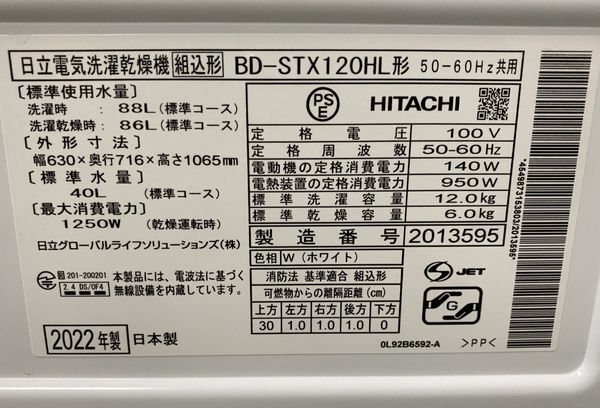 日立電気洗濯乾燥機 組込形 BD-STX120HL形 50-60Hz共用
[標準使用水量]
洗濯時 : 88L(標準コース)
洗濯乾燥時 : 86L(標準コース)
[外形寸法]
幅630×奥行716×高さ1065mm
[標準水量]
40L (標準コース)
[最大消費電力]
1250W (乾燥運転時)
日立グローバルライフソリューションズ(株)
PSE
HITACHI
定格電圧 100V
定格周波数 50-60Hz
電動機の定格消費電力 140W
電熱装置の定格消費電力 950W
標準洗濯容量 12.0kg
標準乾燥容量 6.0kg
製造番号 2013595
色相 W(ホワイト)
消防法 基準適合 組込形
可燃物からの離隔距離(cm)
上方 左方 右方 前方 後方 下方
30 1.0 1.0 1.0 1.0 0
201-200201
2.4 DS/OF4
本製品には、電波法に基づく
無線設備を内蔵しています。
2022年製 日本製
S JET
G
0L92B6592-A >PP<
*4549873163803/2013595*